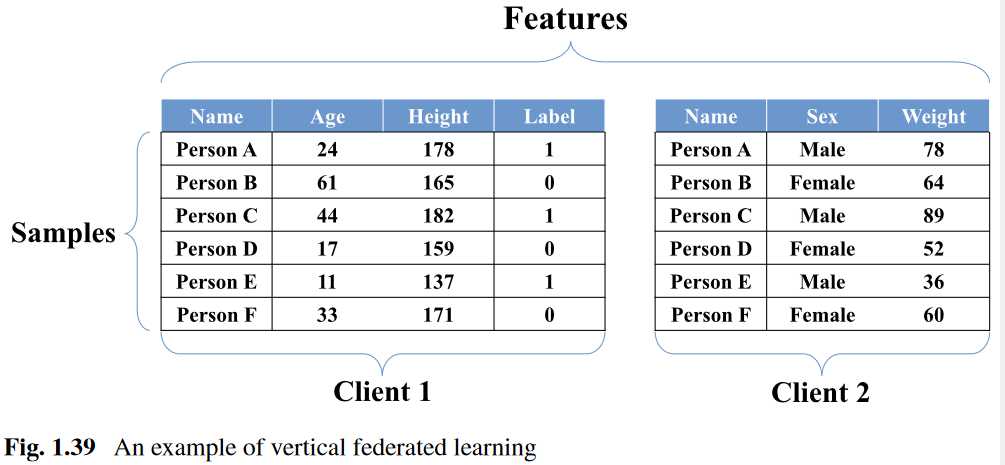 Features
Name Age Height Label
Person A 24 178 1
Person B 61 165 0
Person C 44 182 1
Person D 17 159 0
Person E 11 137 1
Person F 33 171 0
Name Sex Weight
Person A Male 78
Person B Female 64
Person C Male 89
Person D Female 52
Person E Male 36
Person F Female 60
Samples
Client 1
Client 2
Fig. 1.39 An example of vertical federated learning